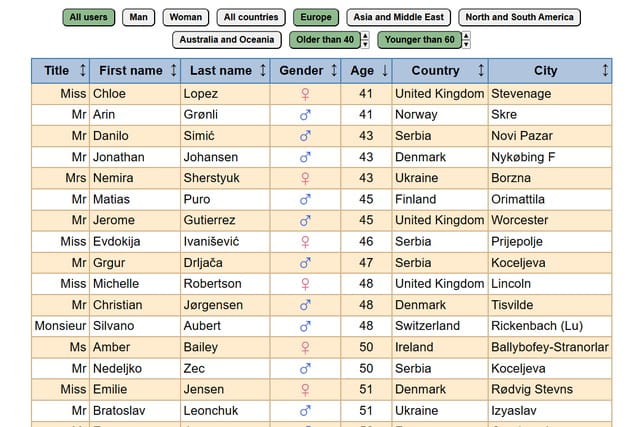 All users Man Woman All countries Europe Asia and Middle East North and South America
Australia and Oceania Older than 40 Younger than 60
Title First name Last name Gender Age Country City
Miss Chloe Lopez ♀ 41 United Kingdom Stevenage
Mr Arin Grønli ♂ 41 Norway Skre
Mr Danilo Simić ♂ 43 Serbia Novi Pazar
Mr Jonathan Johansen ♂ 43 Denmark Nykøbing F
Mrs Nemira Sherstyuk ♀ 43 Ukraine Borzna
Mr Matias Puro ♂ 45 Finland Orimattila
Mr Jerome Gutierrez ♂ 45 United Kingdom Worcester
Miss Evdokija Ivanišević ♀ 46 Serbia Prijepolje
Mr Grgur Drljača ♂ 47 Serbia Koceljeva
Miss Michelle Robertson ♀ 48 United Kingdom Lincoln
Mr Christian Jørgensen ♂ 48 Denmark Tisvilde
Monsieur Silvano Aubert ♂ 48 Switzerland Rickenbach (Lu)
Ms Amber Bailey ♀ 50 Ireland Ballybofey-Stranorlar
Mr Nedeljko Zec ♂ 50 Serbia Koceljeva
Miss Emilie Jensen ♀ 51 Denmark Rødvig Stevns
Mr Bratoslav Leonchuk ♂ 51 Ukraine Izyaslav